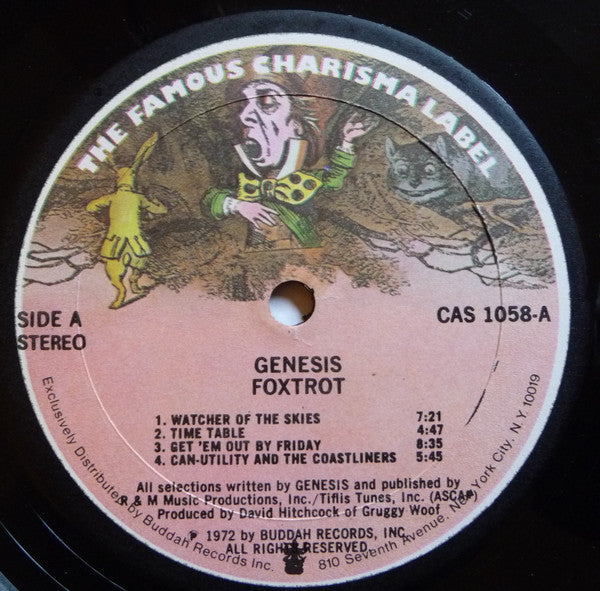 THE FAMOUS CHARISMA LABEL
SIDE A
STEREO
CAS 1058-A
GENESIS
FOXTROT
1. WATCHER OF THE SKIES 7:21
2. TIME TABLE 4:47
3. GET 'EM OUT BY FRIDAY 8:35
4. CAN-UTILITY AND THE COASTLINERS 5:45
All selections written by GENESIS and published by
R & M Music Productions, Inc./Tiflis Tunes, Inc. (ASCAP)
Produced by David Hitchcock of Gruggy Woof
℗ 1972 by BUDDAH RECORDS, INC.
ALL RIGHTS RESERVED.
Exclusively Distributed by Buddah Records Inc. 810 Seventh Avenue, New York City, N.Y. 10019